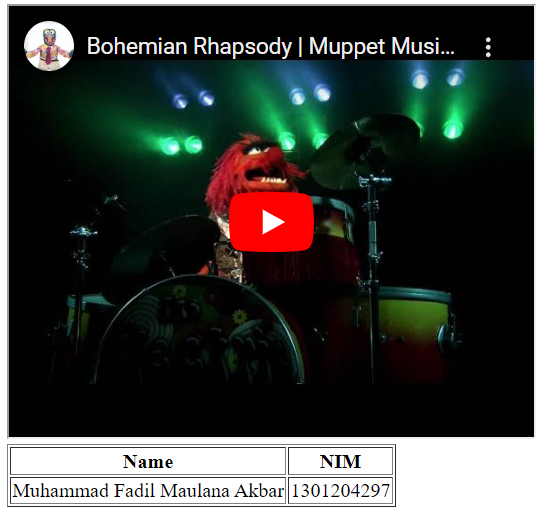 Bohemian Rhapsody | Muppet Musi...
Name NIM
Muhammad Fadil Maulana Akbar 1301204297